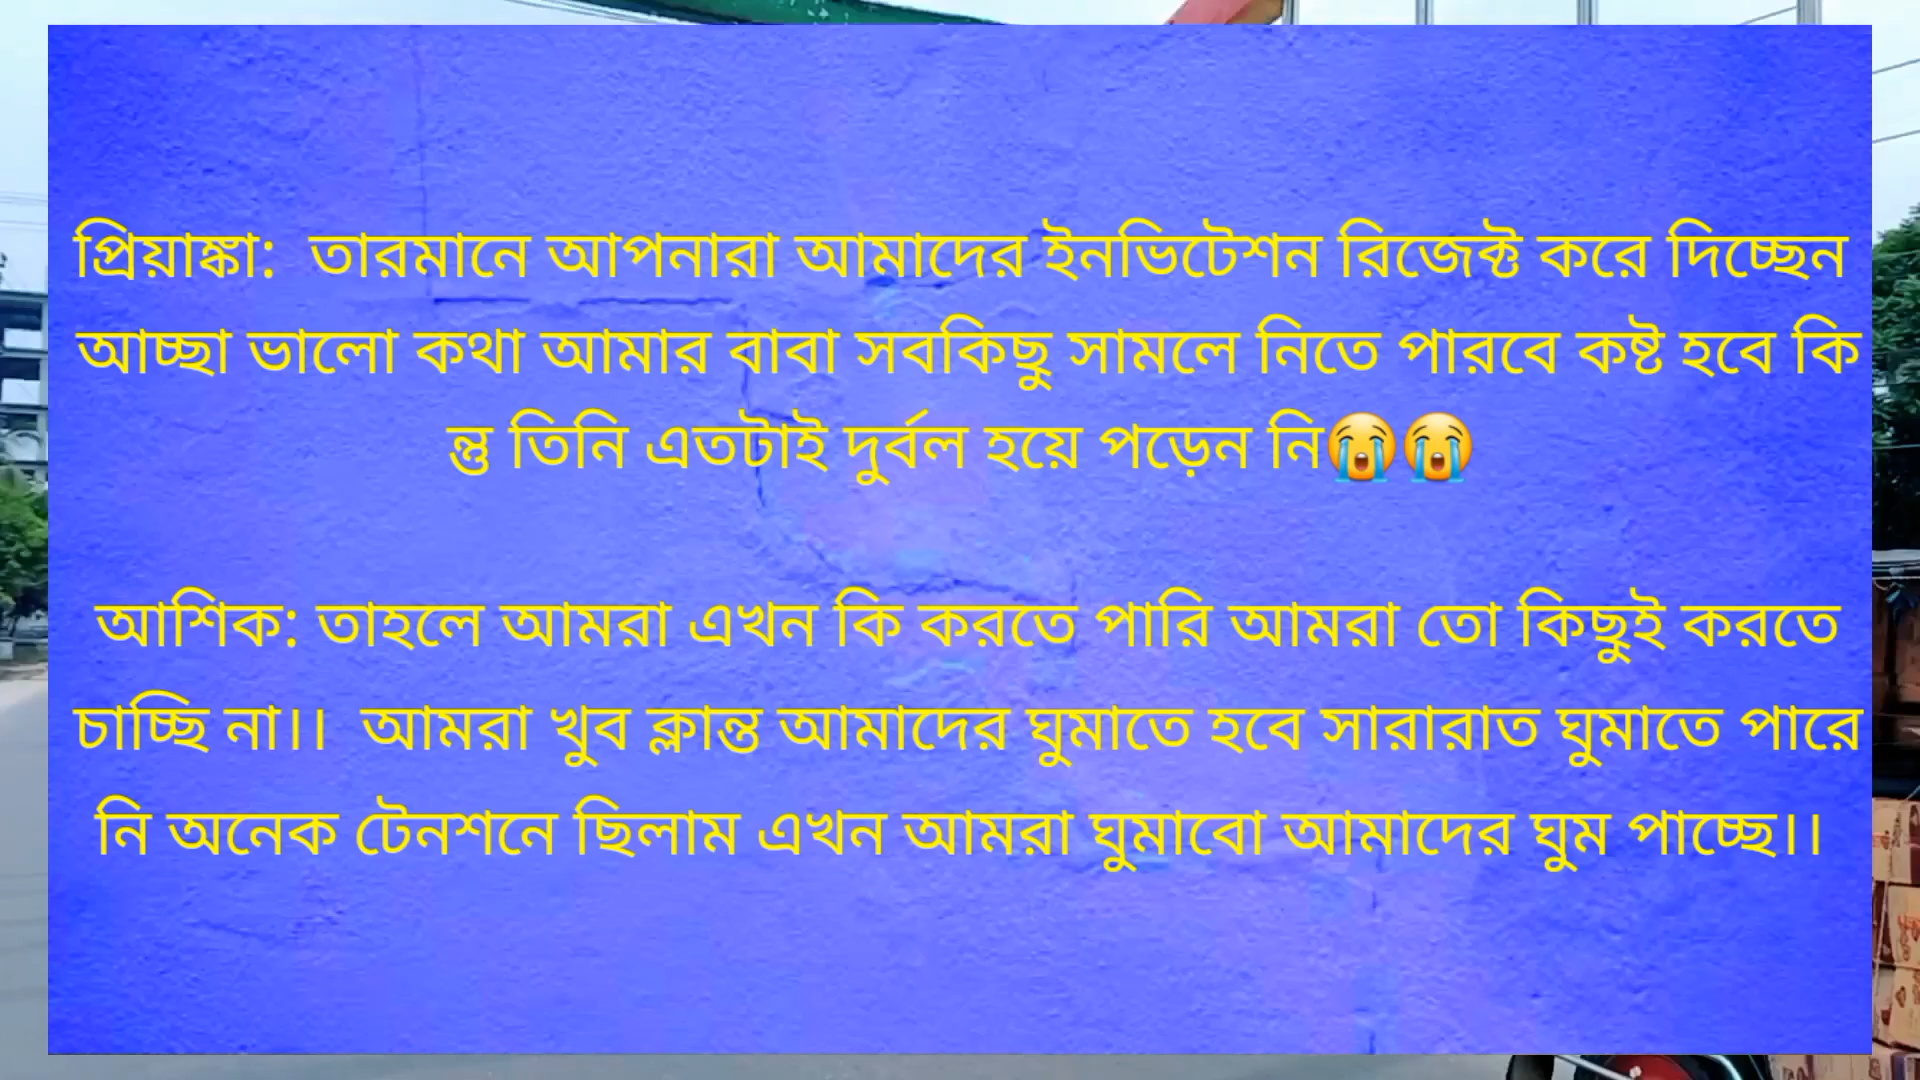 প্রিয়াঙ্কা: তারমানে আপনারা আমাদের ইনভিটেশন রিজেক্ট করে দিচ্ছেন
আচ্ছা ভালো কথা আমার বাবা সবকিছু সামলে নিতে পারবে কষ্ট হবে কি
ন্তু তিনি এতটাই দুর্বল হয়ে পড়েন নি😭😭
আশিক: তাহলে আমরা এখন কি করতে পারি আমরা তো কিছুই করতে
চাচ্ছি না।। আমরা খুব ক্লান্ত আমাদের ঘুমাতে হবে সারারাত ঘুমাতে পারে
নি অনেক টেনশনে ছিলাম এখন আমরা ঘুমাবো আমাদের ঘুম পাচ্ছে।।